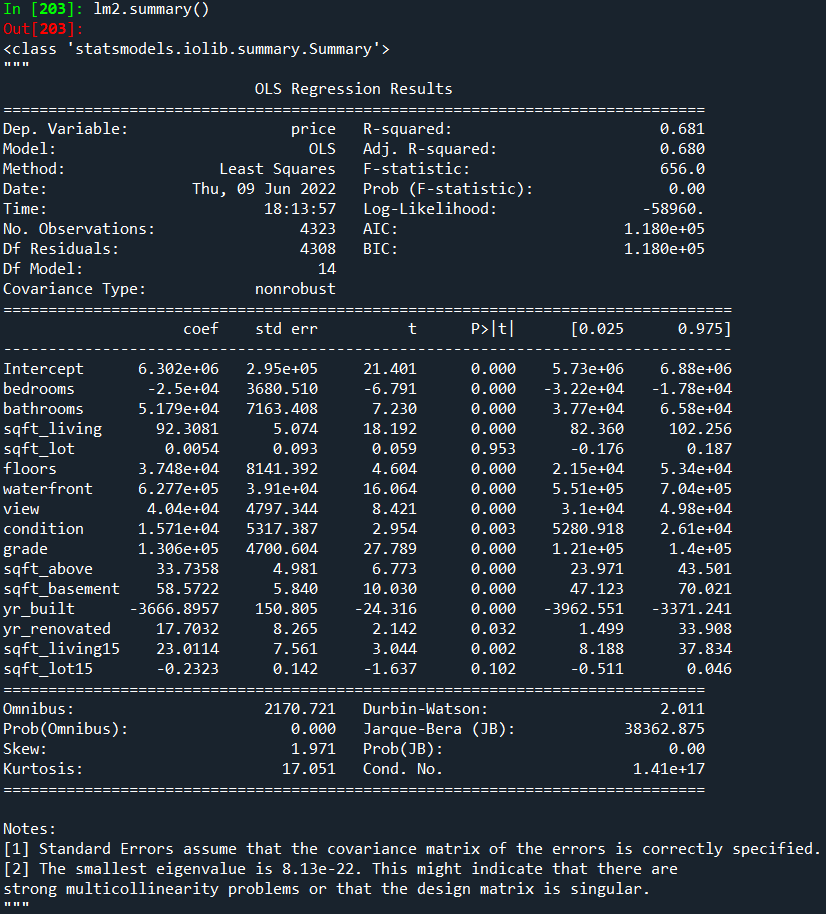 In [203]: lm2.summary()
Out[203]:
<class 'statsmodels.iolib.summary.Summary'>
"""
                            OLS Regression Results
==============================================================================
Dep. Variable:                  price   R-squared:                       0.681
Model:                            OLS   Adj. R-squared:                  0.680
Method:                 Least Squares   F-statistic:                     656.0
Date:                Thu, 09 Jun 2022   Prob (F-statistic):               0.00
Time:                        18:13:57   Log-Likelihood:                -58960.
No. Observations:                4323   AIC:                         1.180e+05
Df Residuals:                    4308   BIC:                         1.180e+05
Df Model:                          14
Covariance Type:            nonrobust
=================================================================================
                    coef    std err          t      P>|t|      [0.025      0.975]
---------------------------------------------------------------------------------
Intercept      6.302e+06   2.95e+05     21.401      0.000    5.73e+06    6.88e+06
bedrooms        -2.5e+04   3680.510     -6.791      0.000   -3.22e+04   -1.78e+04
bathrooms      5.179e+04   7163.408      7.230      0.000    3.77e+04    6.58e+04
sqft_living      92.3081      5.074     18.192      0.000      82.360     102.256
sqft_lot          0.0054      0.093      0.059      0.953      -0.176       0.187
floors         3.748e+04   8141.392      4.604      0.000    2.15e+04    5.34e+04
waterfront     6.277e+05   3.91e+04     16.064      0.000    5.51e+05    7.04e+05
view            4.04e+04   4797.344      8.421      0.000     3.1e+04    4.98e+04
condition      1.571e+04   5317.387      2.954      0.003    5280.918    2.61e+04
grade          1.306e+05   4700.604     27.789      0.000    1.21e+05     1.4e+05
sqft_above       33.7358      4.981      6.773      0.000      23.971      43.501
sqft_basement    58.5722      5.840     10.030      0.000      47.123      70.021
yr_built      -3666.8957    150.805    -24.316      0.000   -3962.551   -3371.241
yr_renovated     17.7032      8.265      2.142      0.032       1.499      33.908
sqft_living15    23.0114      7.561      3.044      0.002       8.188      37.834
sqft_lot15       -0.2323      0.142     -1.637      0.102      -0.511       0.046
==============================================================================
Omnibus:                     2170.721   Durbin-Watson:                   2.011
Prob(Omnibus):                  0.000   Jarque-Bera (JB):            38362.875
Skew:                           1.971   Prob(JB):                         0.00
Kurtosis:                      17.051   Cond. No.                     1.41e+17
==============================================================================
Notes:
[1] Standard Errors assume that the covariance matrix of the errors is correctly specified.
[2] The smallest eigenvalue is 8.13e-22. This might indicate that there are
strong multicollinearity problems or that the design matrix is singular.
"""